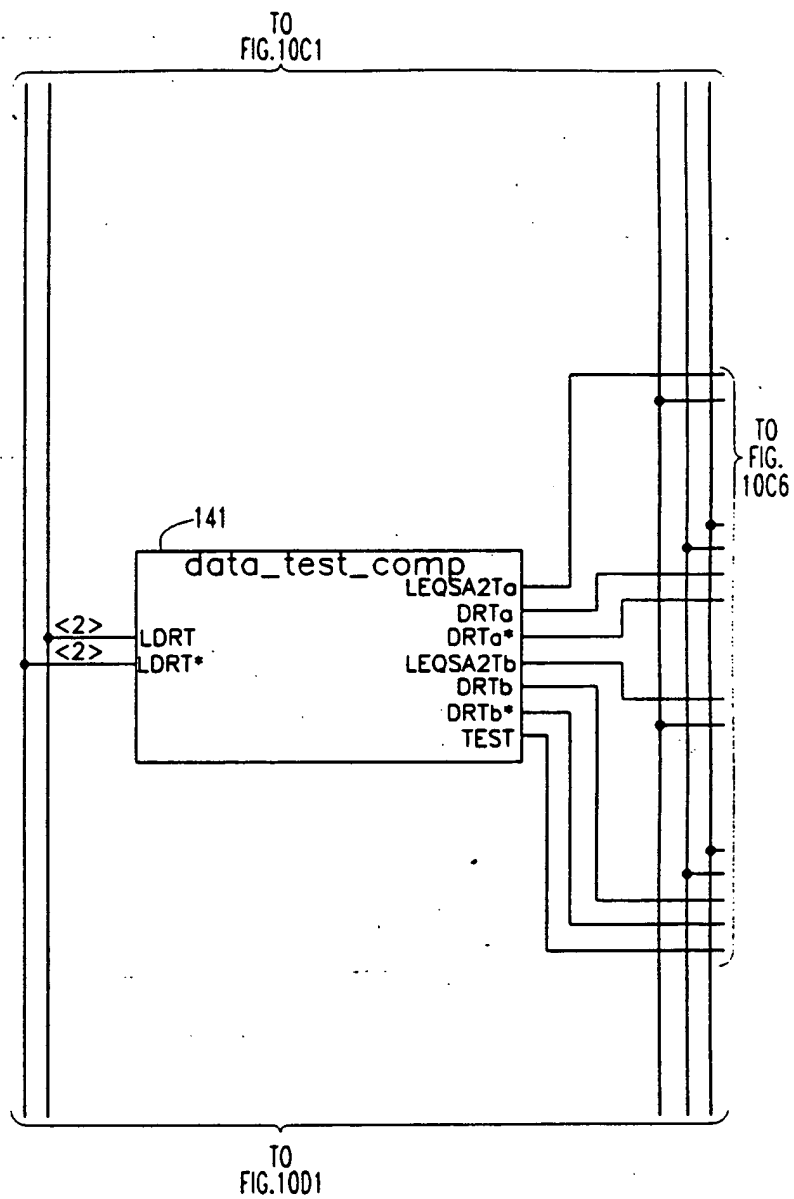 TO
FIG.10C1
TO
FIG.
10C6
141
data_test_comp
LEQSA2Ta
DRTa
<2> LDRT DRTa*
<2> LDRT* LEQSA2Tb
DRTb
DRTb*
TEST
TO
FIG.10D1